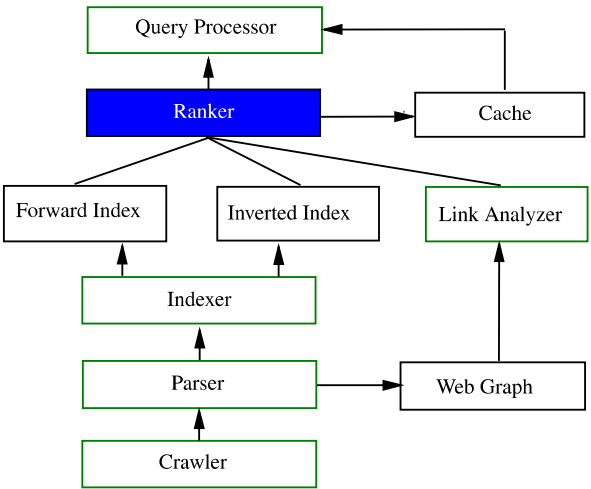 Query Processor
Ranker
Cache
Forward Index
Inverted Index
Link Analyzer
Indexer
Parser
Web Graph
Crawler